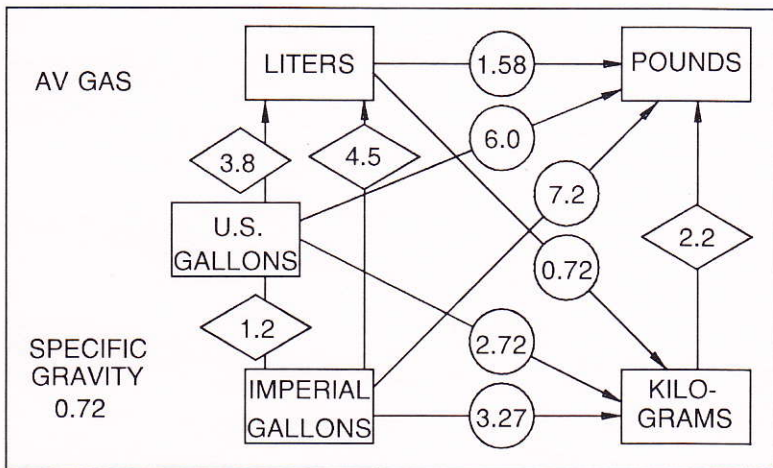 AV GAS
LITERS
1.58
POUNDS
3.8
4.5
6.0
7.2
U.S.
GALLONS
2.2
0.72
1.2
SPECIFIC
GRAVITY
0.72
2.72
IMPERIAL
GALLONS
3.27
KILO-
GRAMS